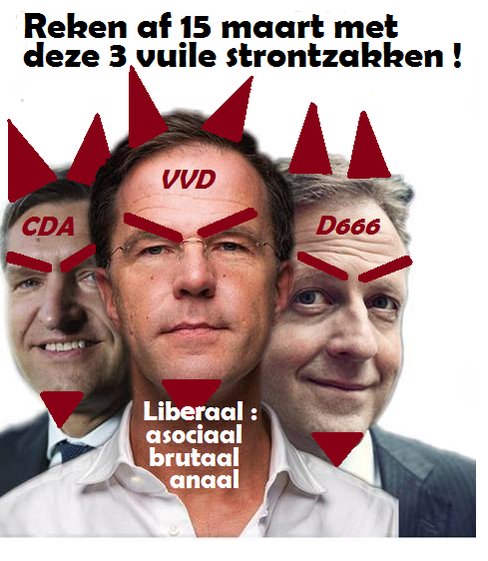 Reken af 15 maart met
deze 3 vuile strontzakken !
VVD
CDA
D666
Liberaal :
asociaal
brutaal
anaal